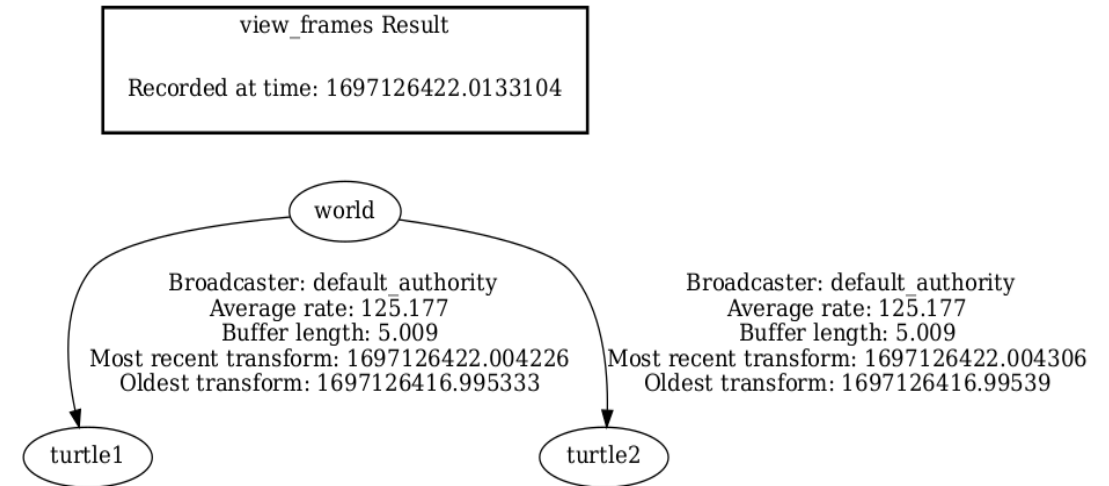 view_frames Result
Recorded at time: 1697126422.0133104
world
Broadcaster: default_authority
Average rate: 125.177
Buffer length: 5.009
Most recent transform: 1697126422.004226
Oldest transform: 1697126416.995333
Broadcaster: default_authority
Average rate: 125.177
Buffer length: 5.009
Most recent transform: 1697126422.004306
Oldest transform: 1697126416.99539
turtle1
turtle2